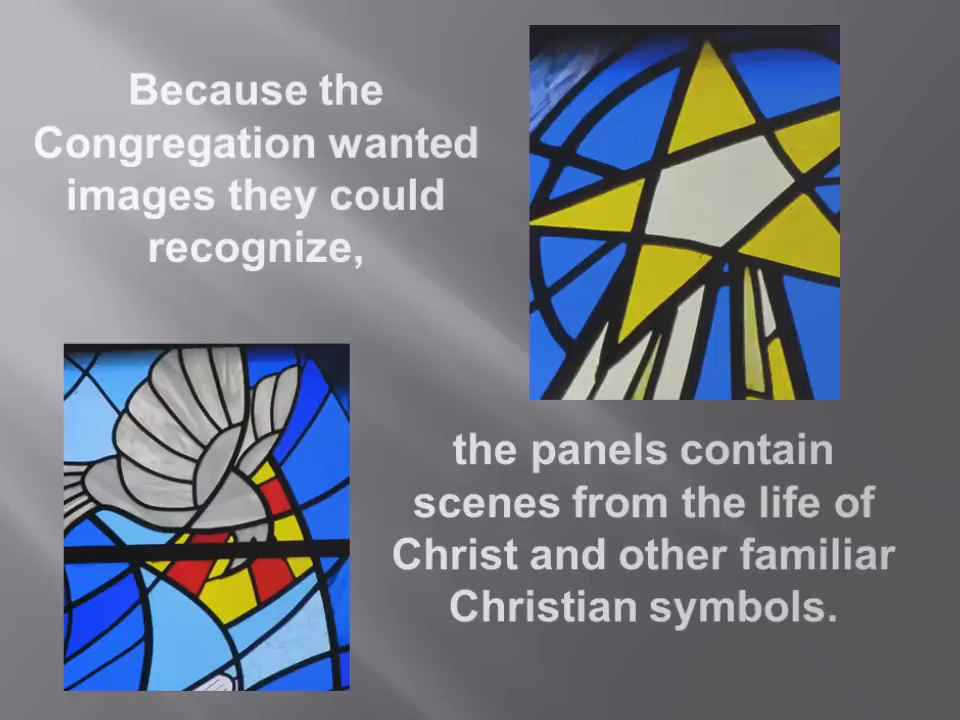 Because the
Congregation wanted
images they could
recognize,
the panels contain
scenes from the life of
Christ and other familiar
Christian symbols.